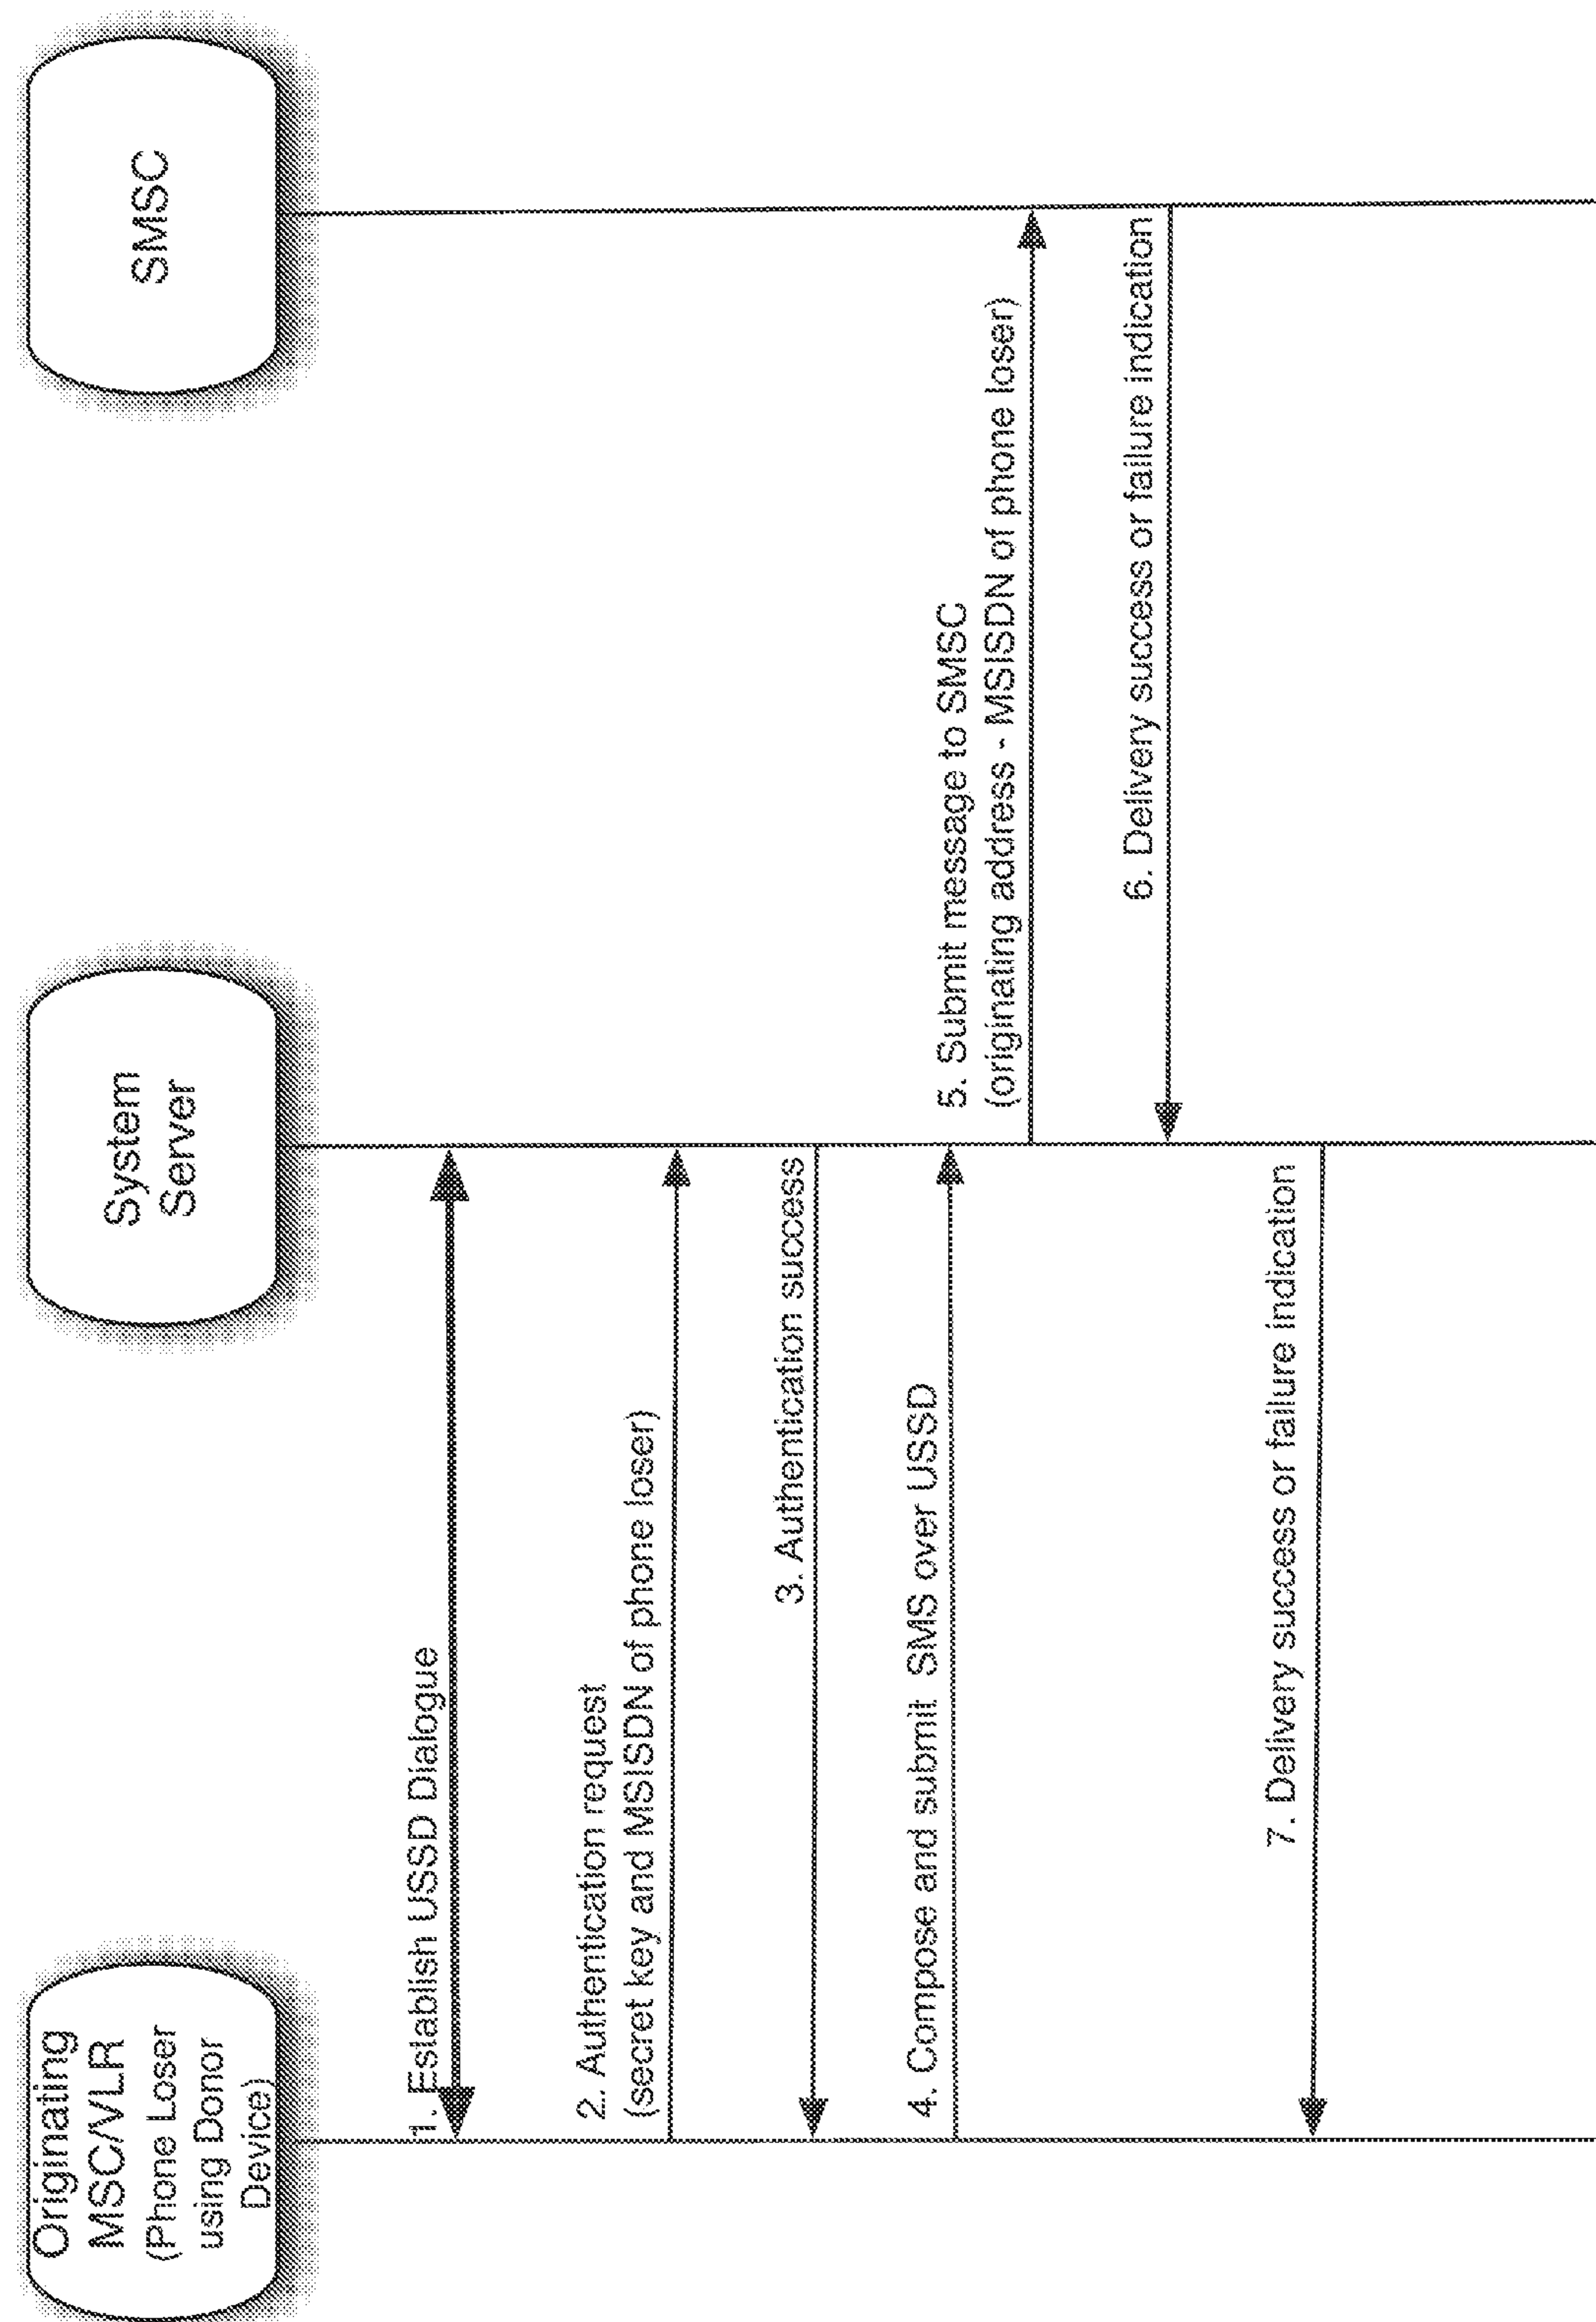 Originating
MSC/VLR
(Phone Loser
using Donor
Device)
System
Server
SMSC
1. Establish USSD Dialogue
2. Authentication request
(secret key and MSISDN of phone loser)
3. Authentication success
4. Compose and submit SMS over USSD
5. Submit message to SMSC
(originating address - MSISDN of phone loser)
6. Delivery success or failure indication
7. Delivery success or failure indication